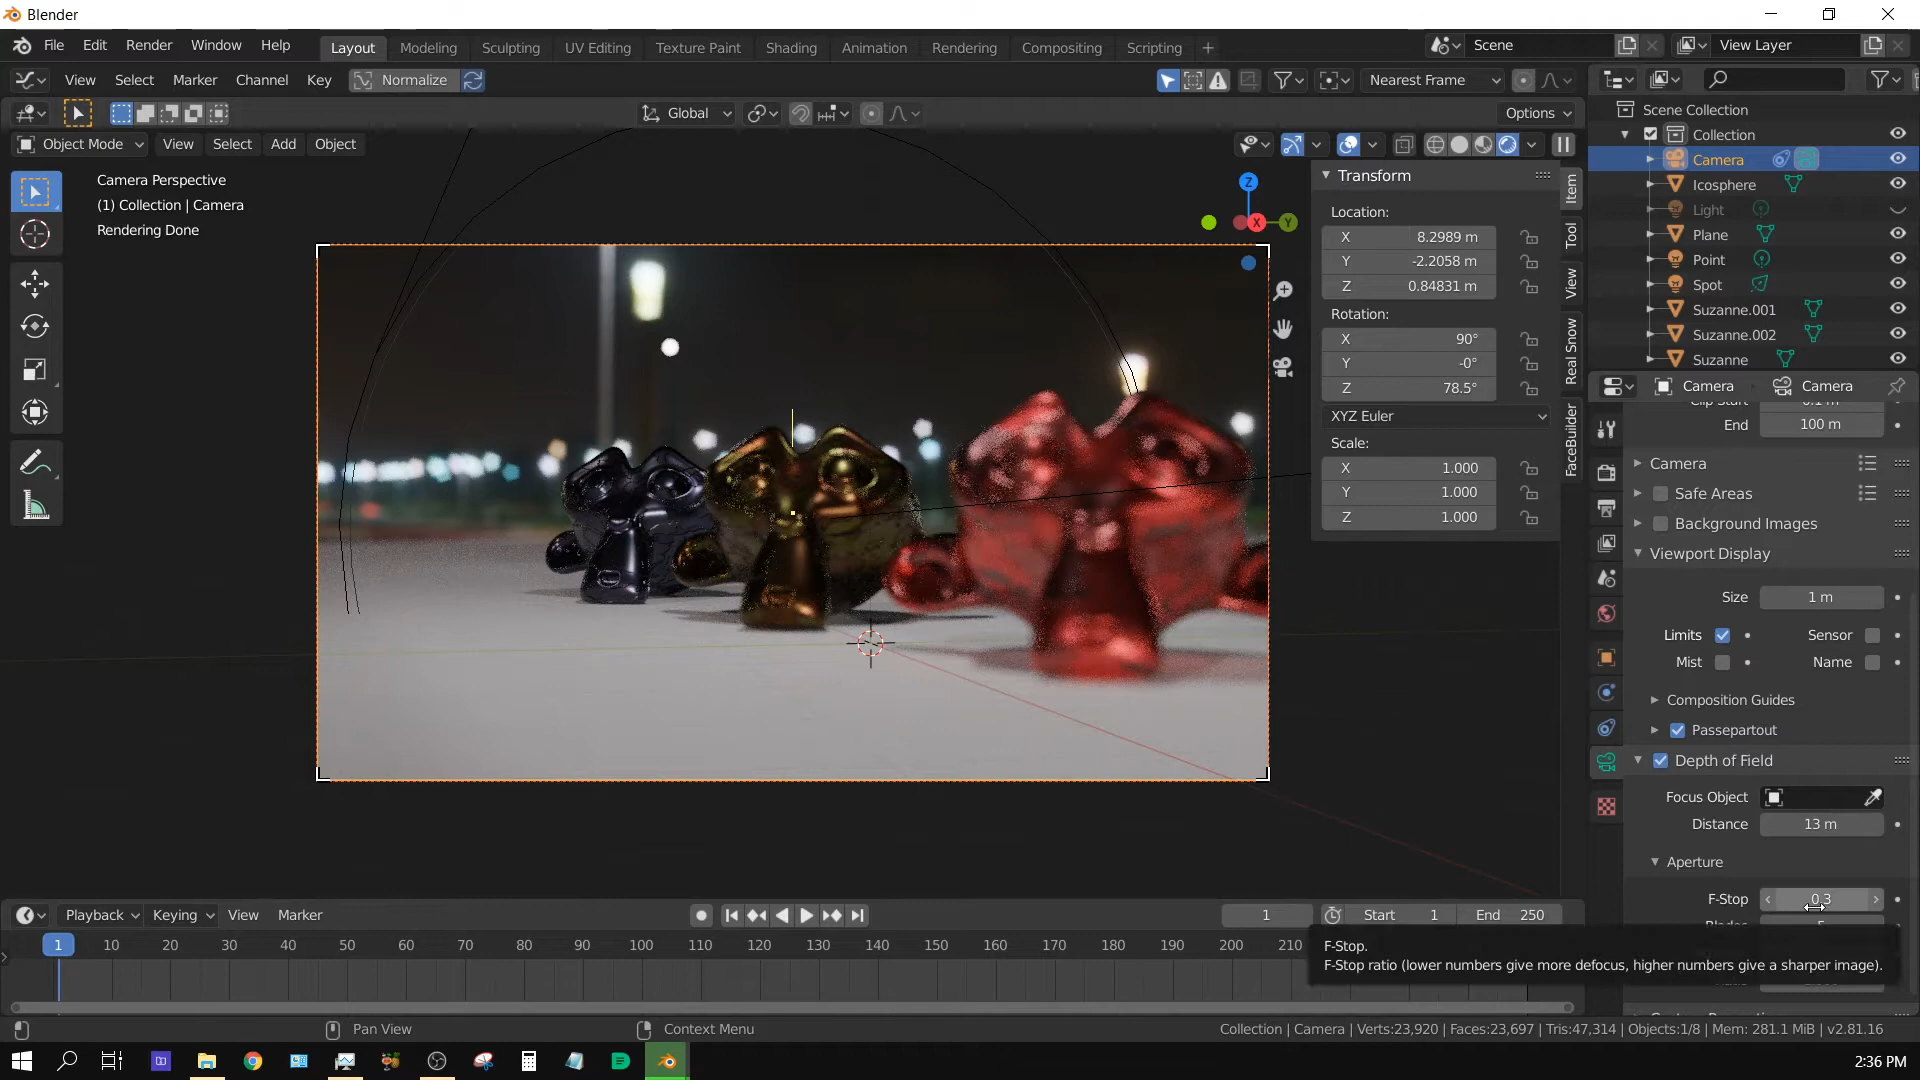 Blender
File Edit Render Window Help Layout Modeling Sculpting UV Editing Texture Paint Shading Animation Rendering Compositing Scripting + Scene View Layer
View Select Marker Channel Key Normalize Nearest Frame
Global Options
Object Mode View Select Add Object
Camera Perspective
(1) Collection | Camera
Rendering Done
Z
X
Y
Transform
Location:
X 8.2989 m
Y -2.2058 m
Z 0.84831 m
Rotation:
X 90°
Y -0°
Z 78.5°
XYZ Euler
Scale:
X 1.000
Y 1.000
Z 1.000
Item
Tool
View
Real Snow
FaceBuilder
Scene Collection
Collection
Camera
Icosphere
Light
Plane
Point
Spot
Suzanne.001
Suzanne.002
Suzanne
Camera Camera
End 100 m
Camera
Safe Areas
Background Images
Viewport Display
Size 1 m
Limits Sensor
Mist Name
Composition Guides
Passepartout
Depth of Field
Focus Object
Distance 13 m
Aperture
F-Stop 0.3
F-Stop.
F-Stop ratio (lower numbers give more defocus, higher numbers give a sharper image).
Playback Keying View Marker 1 Start 1 End 250
1 10 20 30 40 50 60 70 80 90 100 110 120 130 140 150 160 170 180 190 200 210
Pan View Context Menu Collection | Camera | Verts:23,920 | Faces:23,697 | Tris:47,314 | Objects:1/8 | Mem: 281.1 MiB | v2.81.16
2:36 PM